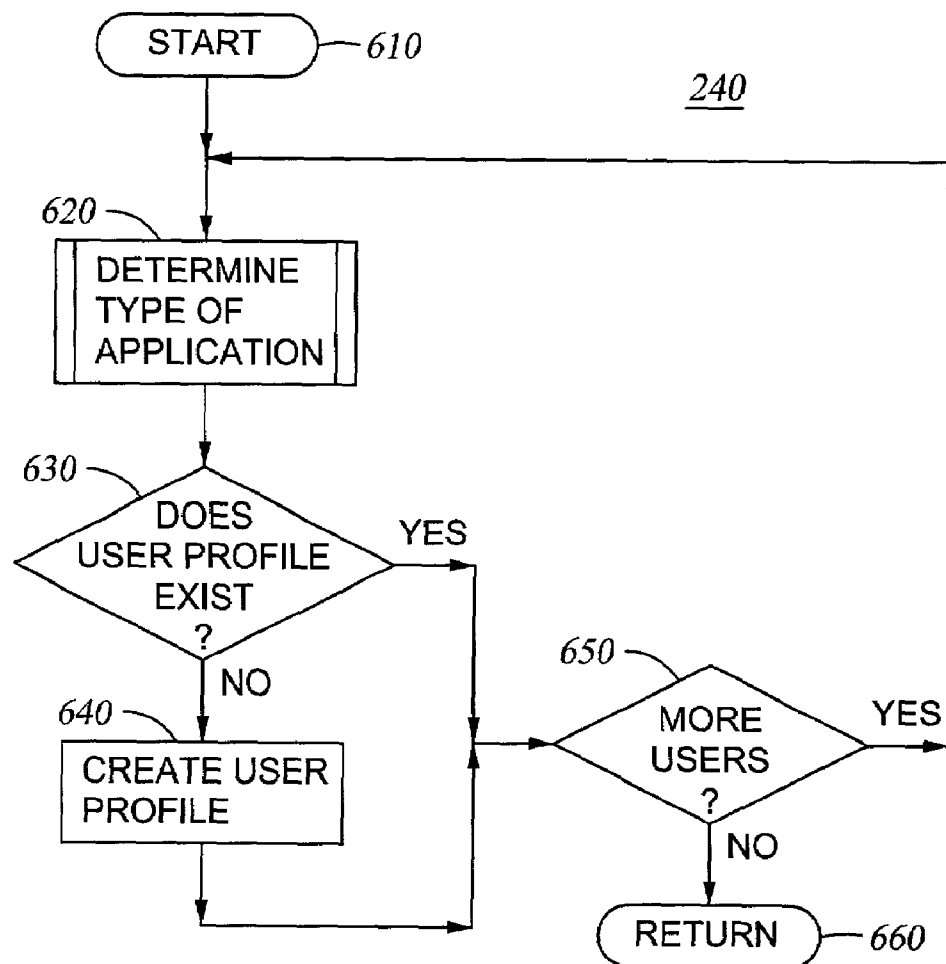 START
610
240
620
DETERMINE
TYPE OF
APPLICATION
630
DOES
USER PROFILE
EXIST
?
YES
NO
640
CREATE USER
PROFILE
650
MORE
USERS
?
YES
NO
RETURN
660